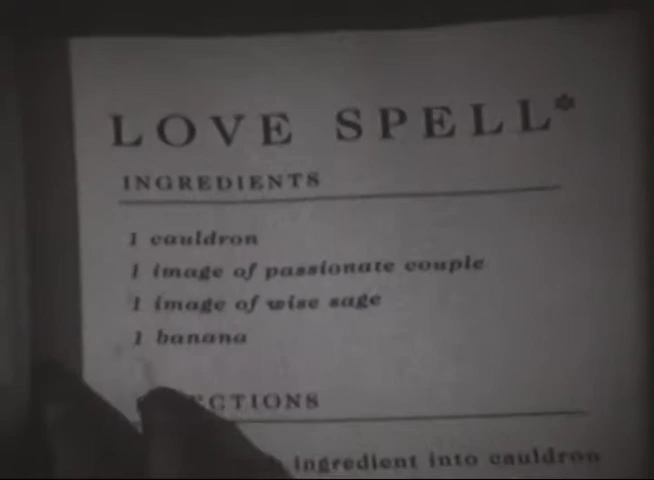 LOVE SPELL*
INGREDIENTS
1 cauldron
1 image of passionate couple
1 image of wise sage
1 banana
ECTIONS
ingredient into cauldron